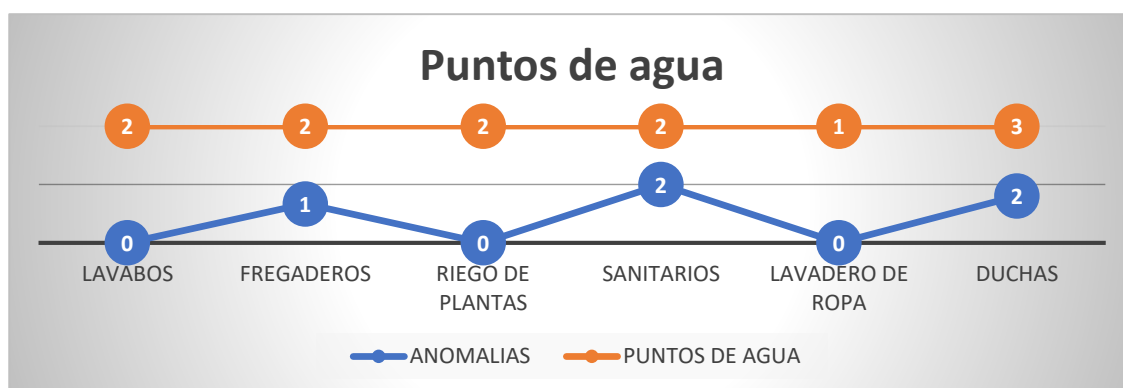 Puntos de agua
2 2 2 2 1 3
0 1 0 2 0 2
LAVABOS FREGADEROS RIEGO DE PLANTAS SANITARIOS LAVADERO DE ROPA DUCHAS
ANOMALIAS PUNTOS DE AGUA